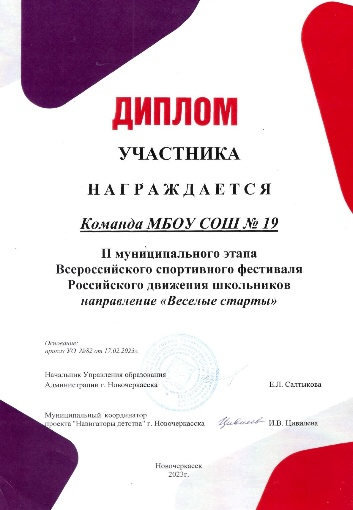 ДИПЛОМ
УЧАСТНИКА
НАГРАЖДАЕТСЯ
Команда МБОУ СОШ № 19
II муниципального этапа
Всероссийского спортивного фестиваля
Российского движения школьников
направление «Веселые старты»
Основание:
приказ УО №82 от 17.02.2023г.
Начальник Управления образования
Администрации г. Новочеркасска Е.Л. Салтыкова
Муниципальный координатор
проекта "Навигаторы детства" г. Новочеркасска И.В. Цивилина
Новочеркасск
2023г.